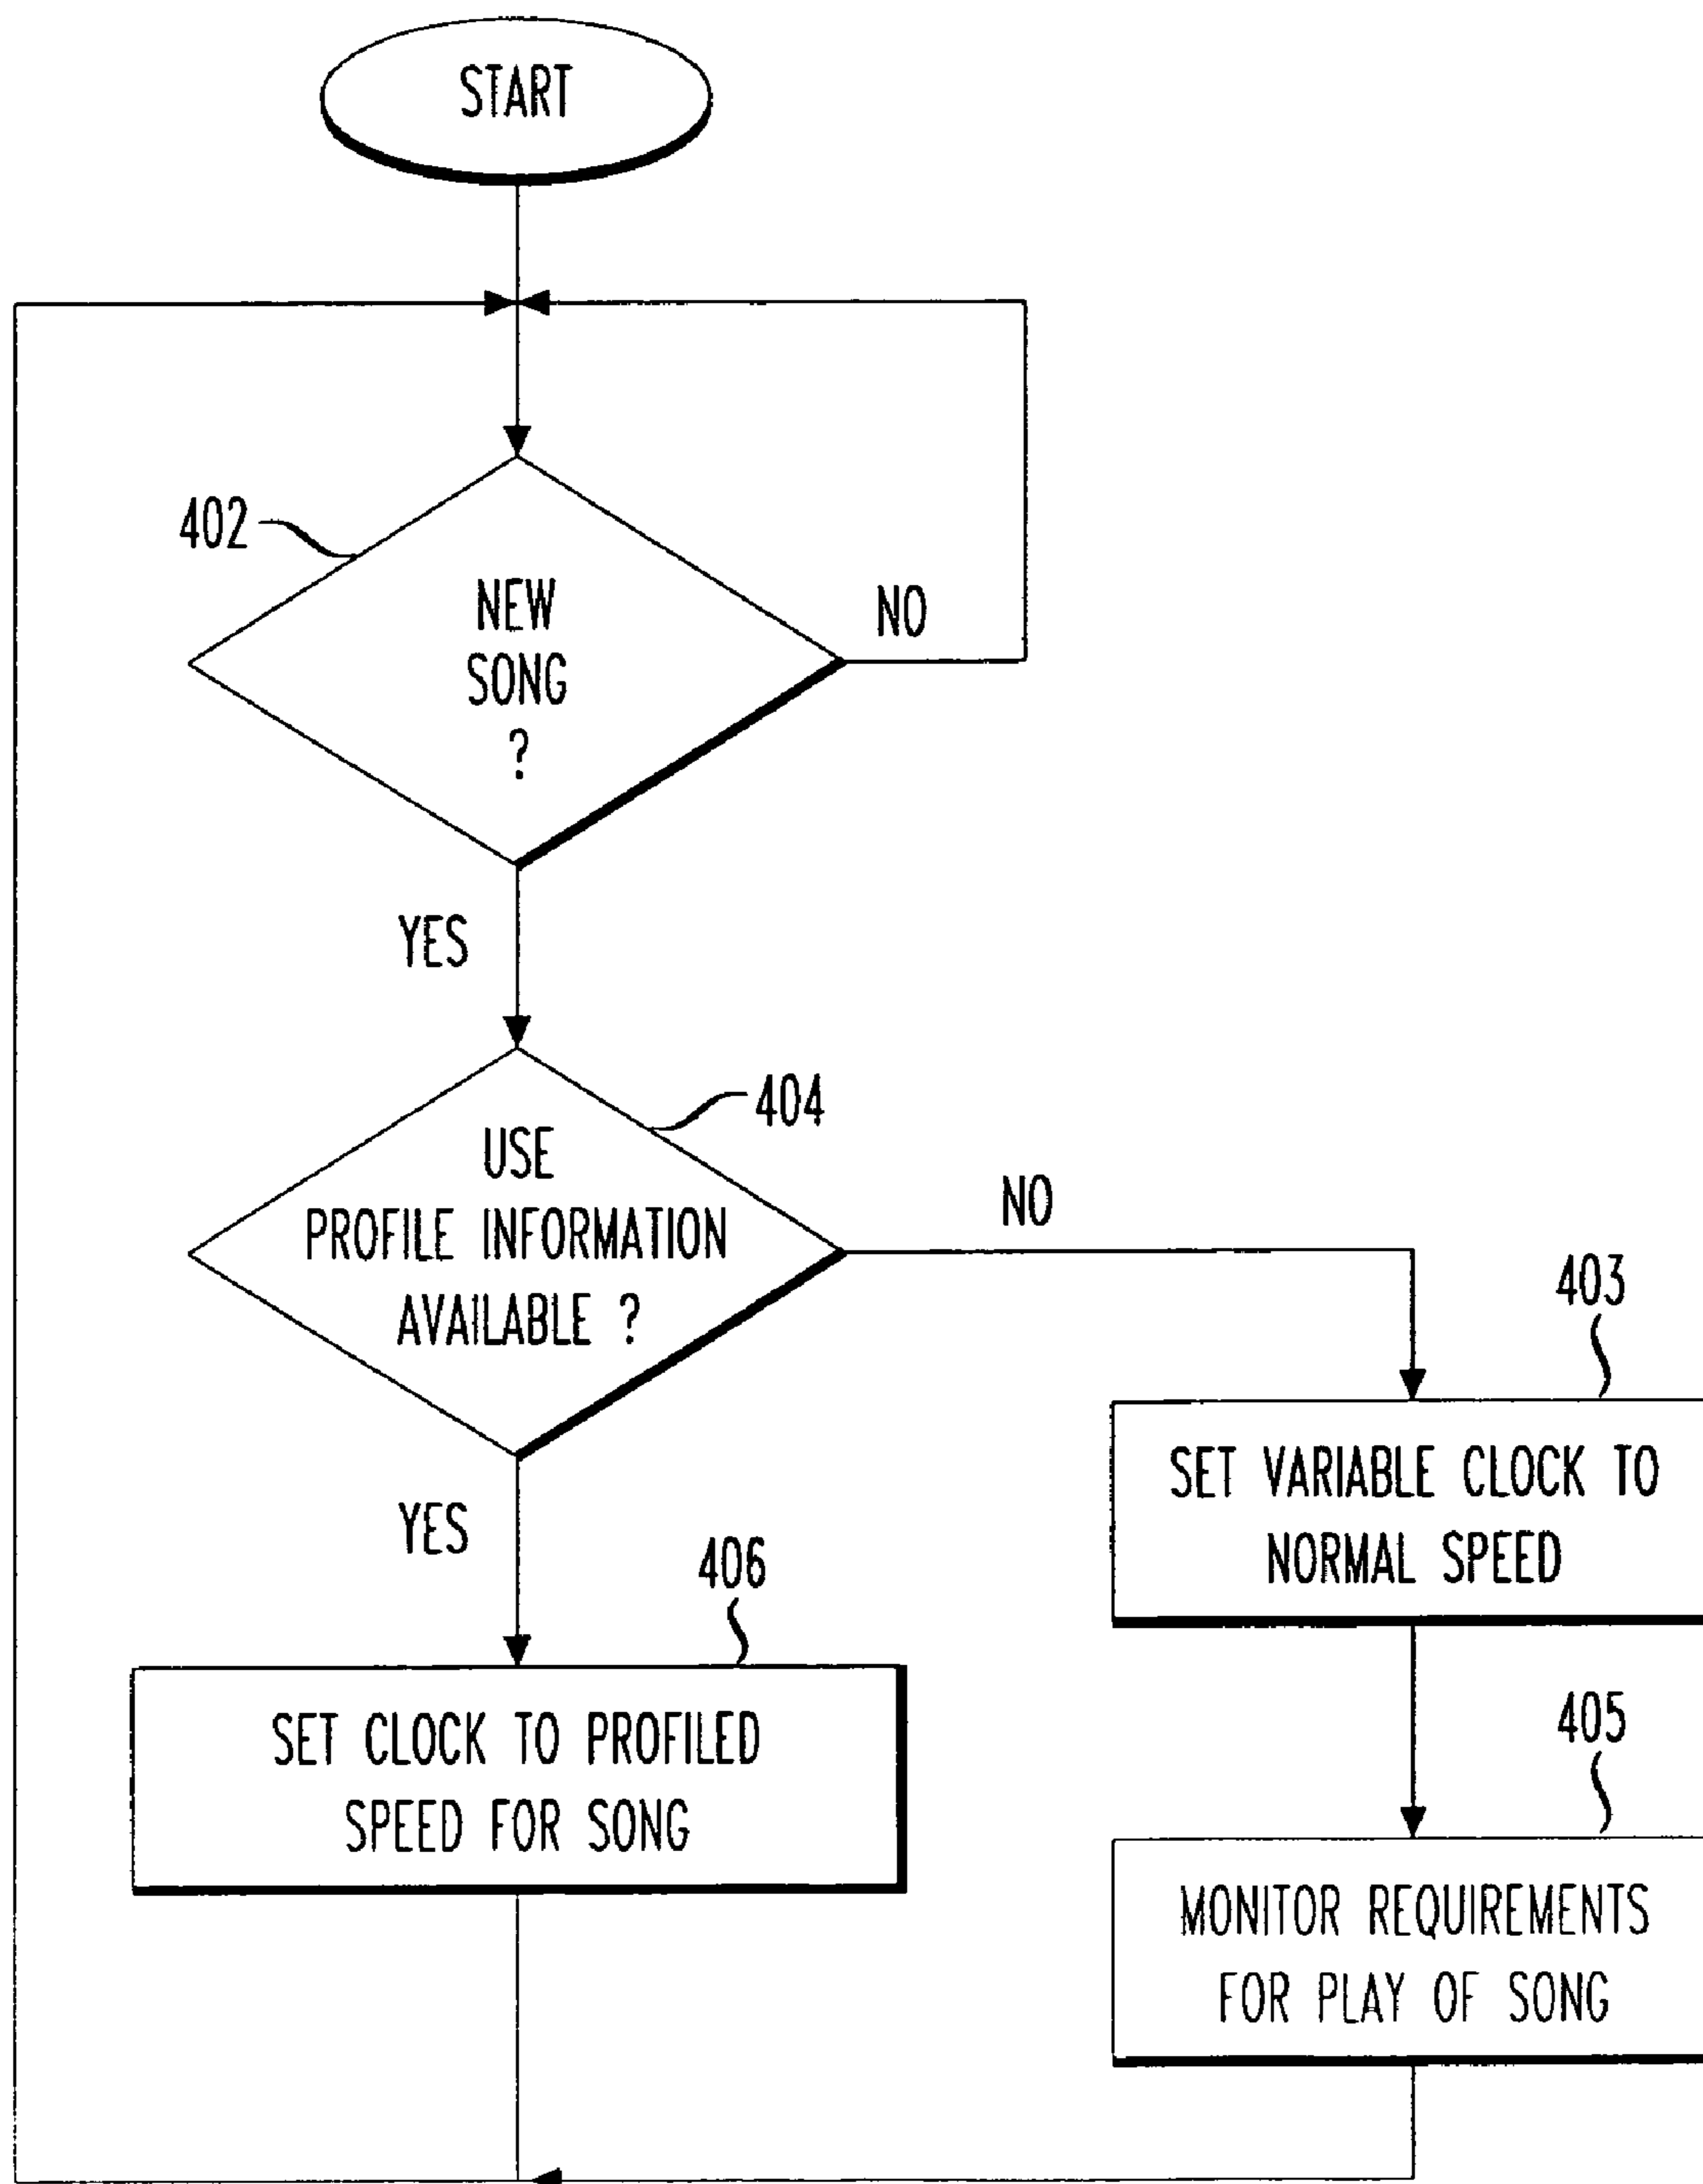 START
402
NEW
SONG
?
NO
YES
404
USE
PROFILE INFORMATION
AVAILABLE ?
NO
403
SET VARIABLE CLOCK TO
NORMAL SPEED
YES
406
SET CLOCK TO PROFILED
SPEED FOR SONG
405
MONITOR REQUIREMENTS
FOR PLAY OF SONG